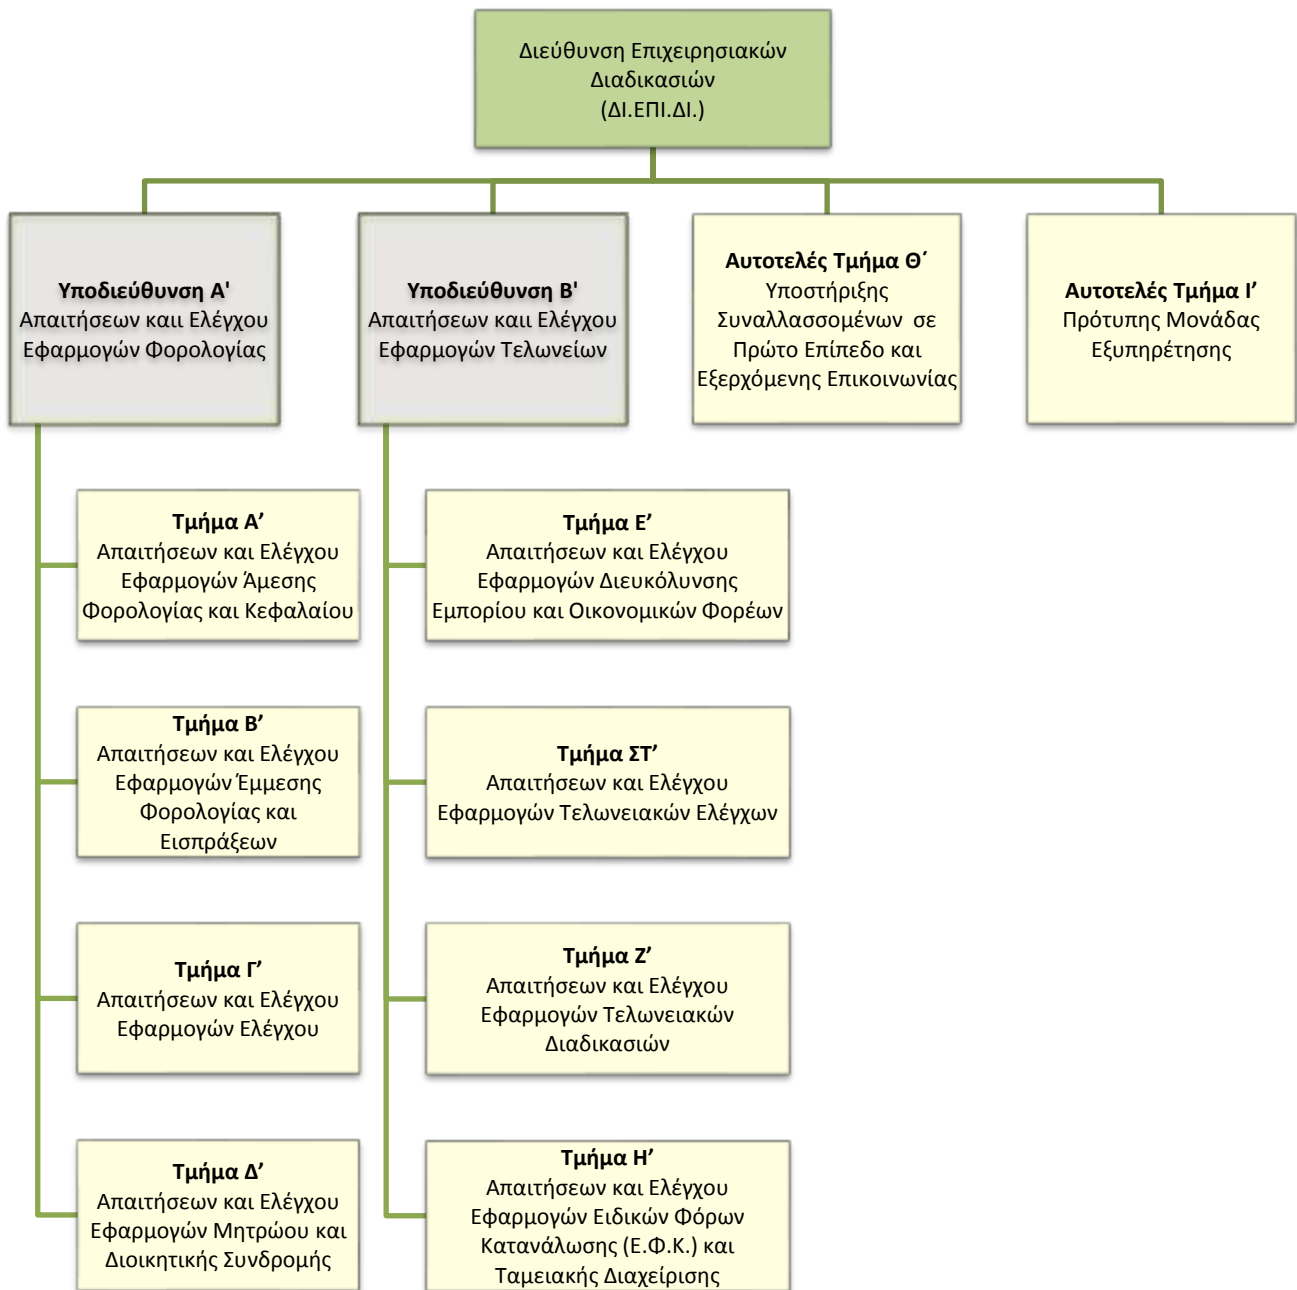 Διεύθυνση Επιχειρησιακών
Διαδικασιών
(ΔΙ.ΕΠΙ.ΔΙ.)
Υποδιεύθυνση Α'
Απαιτήσεων καιι Ελέγχου
Εφαρμογών Φορολογίας
Υποδιεύθυνση Β'
Απαιτήσεων καιι Ελέγχου
Εφαρμογών Τελωνείων
Αυτοτελές Τμήμα Θ΄
Υποστήριξης
Συναλλασσομένων σε
Πρώτο Επίπεδο και
Εξερχόμενης Επικοινωνίας
Αυτοτελές Τμήμα Ι’
Πρότυπης Μονάδας
Εξυπηρέτησης
Τμήμα Α’
Απαιτήσεων και Ελέγχου
Εφαρμογών Άμεσης
Φορολογίας και Κεφαλαίου
Τμήμα Β’
Απαιτήσεων και Ελέγχου
Εφαρμογών Έμμεσης
Φορολογίας και
Εισπράξεων
Τμήμα Γ’
Απαιτήσεων και Ελέγχου
Εφαρμογών Ελέγχου
Τμήμα Δ’
Απαιτήσεων και Ελέγχου
Εφαρμογών Μητρώου και
Διοικητικής Συνδρομής
Τμήμα Ε’
Απαιτήσεων και Ελέγχου
Εφαρμογών Διευκόλυνσης
Εμπορίου και Οικονομικών Φορέων
Τμήμα ΣΤ’
Απαιτήσεων και Ελέγχου
Εφαρμογών Τελωνειακών Ελέγχων
Τμήμα Ζ’
Απαιτήσεων και Ελέγχου
Εφαρμογών Τελωνειακών
Διαδικασιών
Τμήμα Η’
Απαιτήσεων και Ελέγχου
Εφαρμογών Ειδικών Φόρων
Κατανάλωσης (Ε.Φ.Κ.) και
Ταμειακής Διαχείρισης